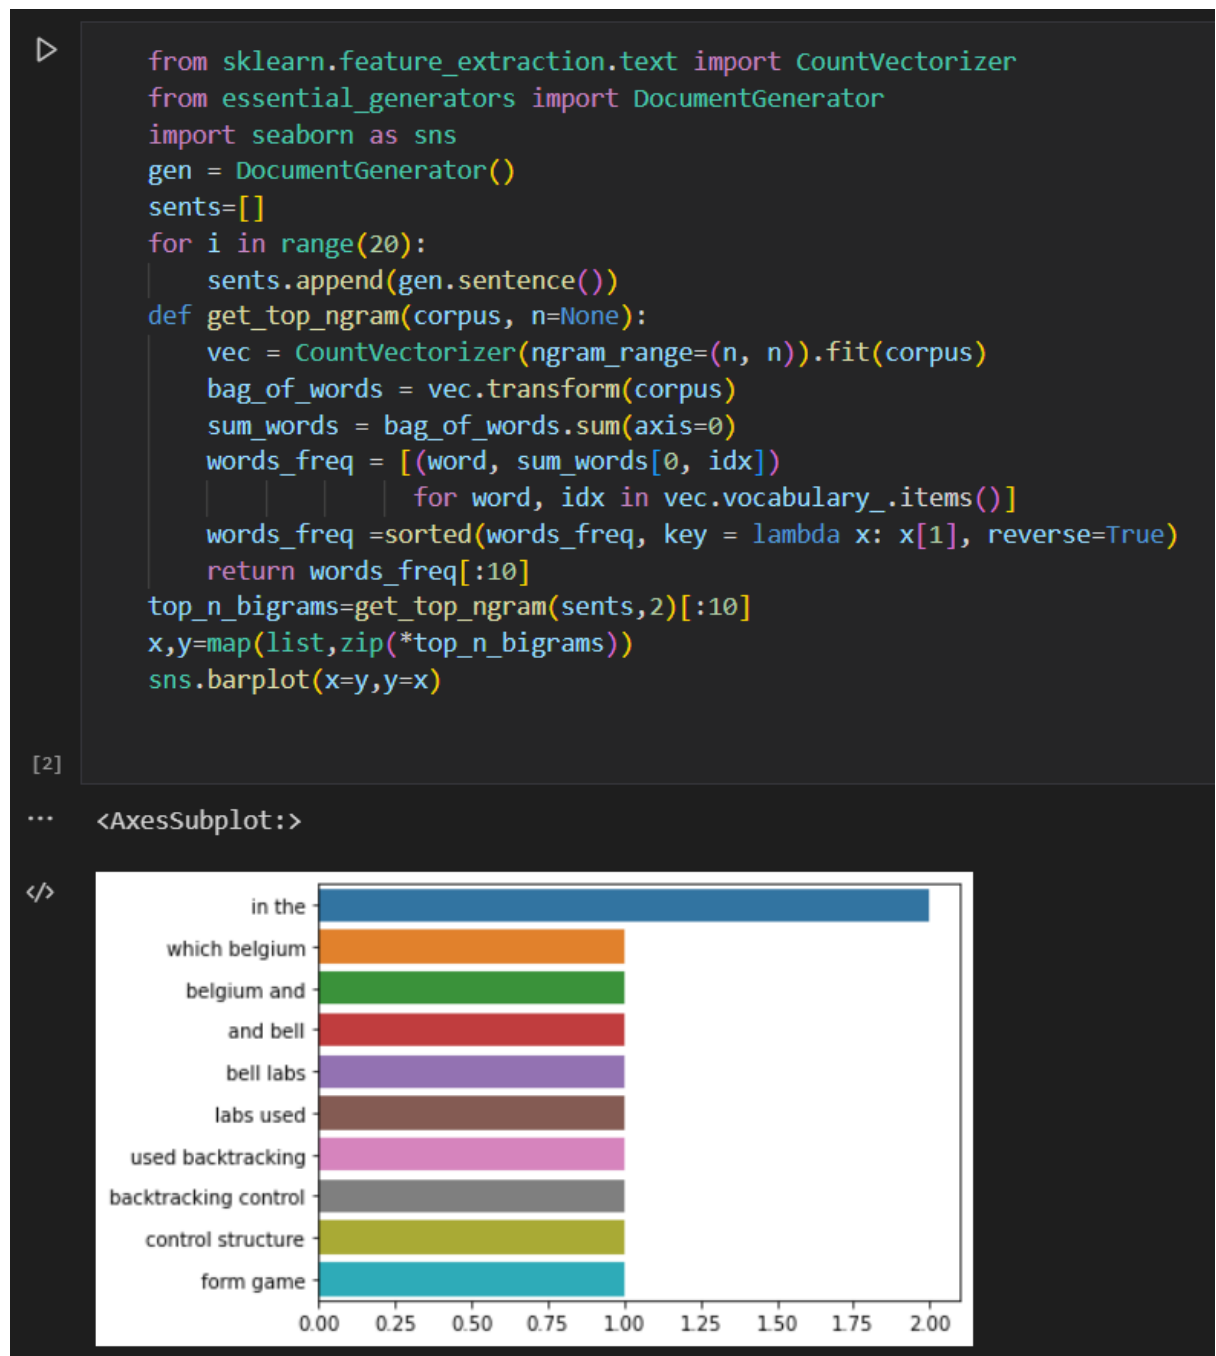 from sklearn.feature_extraction.text import CountVectorizer
from essential_generators import DocumentGenerator
import seaborn as sns
gen = DocumentGenerator()
sents=[]
for i in range(20):
    sents.append(gen.sentence())
def get_top_ngram(corpus, n=None):
    vec = CountVectorizer(ngram_range=(n, n)).fit(corpus)
    bag_of_words = vec.transform(corpus)
    sum_words = bag_of_words.sum(axis=0)
    words_freq = [(word, sum_words[0, idx])
                  for word, idx in vec.vocabulary_.items()]
    words_freq =sorted(words_freq, key = lambda x: x[1], reverse=True)
    return words_freq[:10]
top_n_bigrams=get_top_ngram(sents,2)[:10]
x,y=map(list,zip(*top_n_bigrams))
sns.barplot(x=y,y=x)
[2]
... <AxesSubplot:>
</>
in the
which belgium
belgium and
and bell
bell labs
labs used
used backtracking
backtracking control
control structure
form game
0.00 0.25 0.50 0.75 1.00 1.25 1.50 1.75 2.00